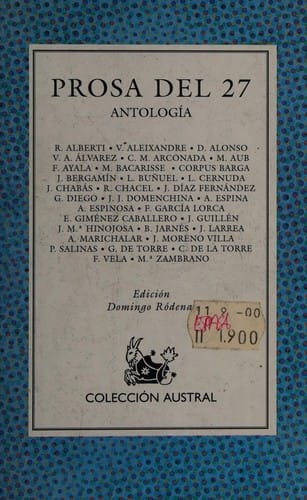 PROSA DEL 27
ANTOLOGÍA
R. ALBERTI • V. ALEIXANDRE • D. ALONSO
V. A. ÁLVAREZ • C. M. ARCONADA • M. AUB
F. AYALA • M. BACARISSE • CORPUS BARGA
J. BERGAMÍN • L. BUÑUEL • L. CERNUDA
J. CHABÁS • R. CHACEL • J. DÍAZ FERNÁNDEZ
G. DIEGO • J. J. DOMENCHINA • A. ESPINA
A. ESPINOSA • F. GARCÍA LORCA
E. GIMÉNEZ CABALLERO • J. GUILLÉN
J. M.ª HINOJOSA • B. JARNÉS • J. LARREA
A. MARICHALAR • J. MORENO VILLA
P. SALINAS • G. DE TORRE • C. DE LA TORRE
F. VELA • M.ª ZAMBRANO
Edición
Domingo Ródena
1.900
COLECCIÓN AUSTRAL